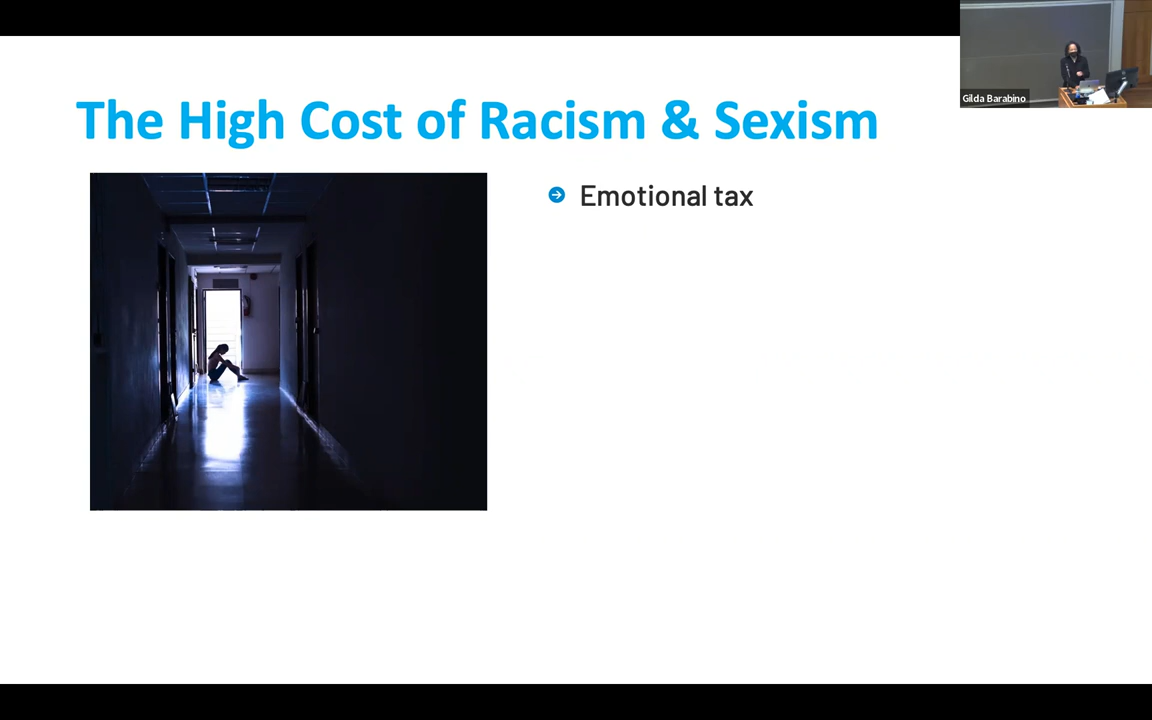 The High Cost of Racism & Sexism
Gilda Barabino
Emotional tax